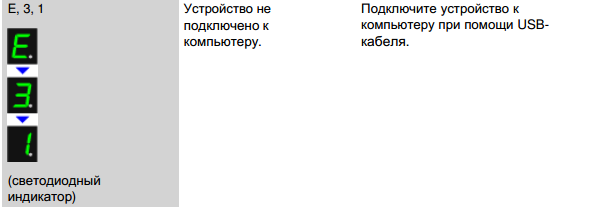 E, 3, 1
E.
3.
1.
(светодиодный
индикатор)
Устройство не
подключено к
компьютеру.
Подключите устройство к
компьютеру при помощи USB-
кабеля.